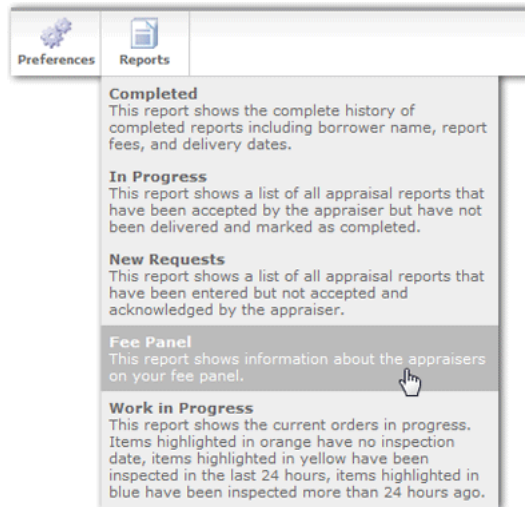 Preferences
Reports
Completed
This report shows the complete history of
completed reports including borrower name, report
fees, and delivery dates.
In Progress
This report shows a list of all appraisal reports that
have been accepted by the appraiser but have not
been delivered and marked as completed.
New Requests
This report shows a list of all appraisal reports that
have been entered but not accepted and
acknowledged by the appraiser.
Fee Panel
This report shows information about the appraisers
on your fee panel.
Work in Progress
This report shows the current orders in progress.
Items highlighted in orange have no inspection
date, items highlighted in yellow have been
inspected in the last 24 hours, items highlighted in
blue have been inspected more than 24 hours ago.